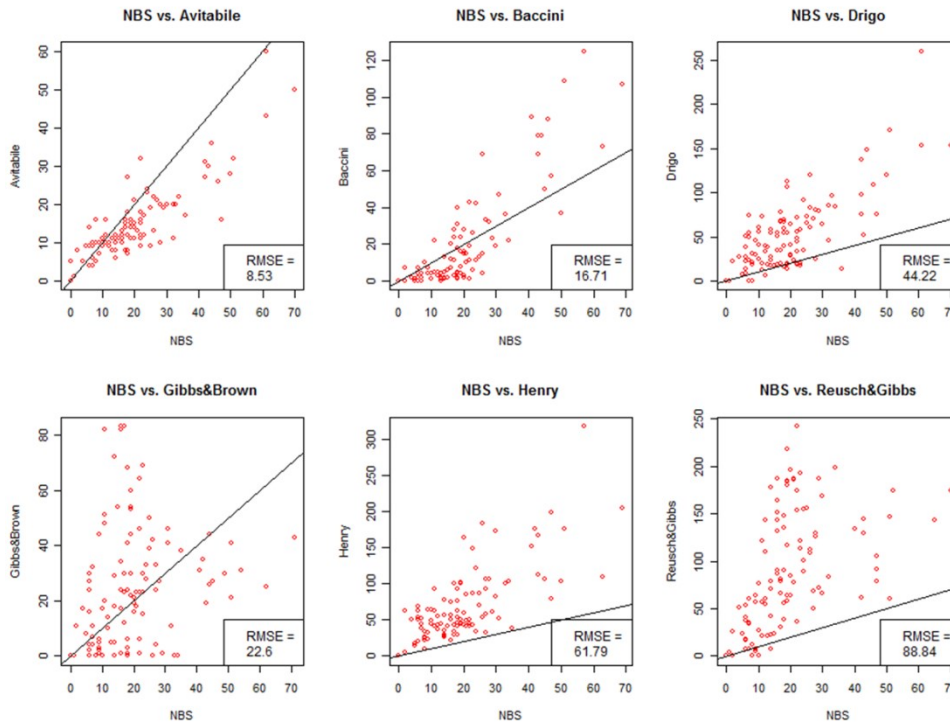 NBS vs. Avitabile
NBS vs. Baccini
NBS vs. Drigo
Avitabile
60
50
40
30
20
10
0
RMSE =
8.53
0 10 20 30 40 50 60 70
NBS
Baccini
120
100
80
60
40
20
0
RMSE =
16.71
0 10 20 30 40 50 60 70
NBS
Drigo
250
200
150
100
50
0
RMSE =
44.22
0 10 20 30 40 50 60 70
NBS
NBS vs. Gibbs&Brown
NBS vs. Henry
NBS vs. Reusch&Gibbs
Gibbs&Brown
80
60
40
20
0
RMSE =
22.6
0 10 20 30 40 50 60 70
NBS
Henry
300
250
200
150
100
50
0
RMSE =
61.79
0 10 20 30 40 50 60 70
NBS
Reusch&Gibbs
250
200
150
100
50
0
RMSE =
88.84
0 10 20 30 40 50 60 70
NBS